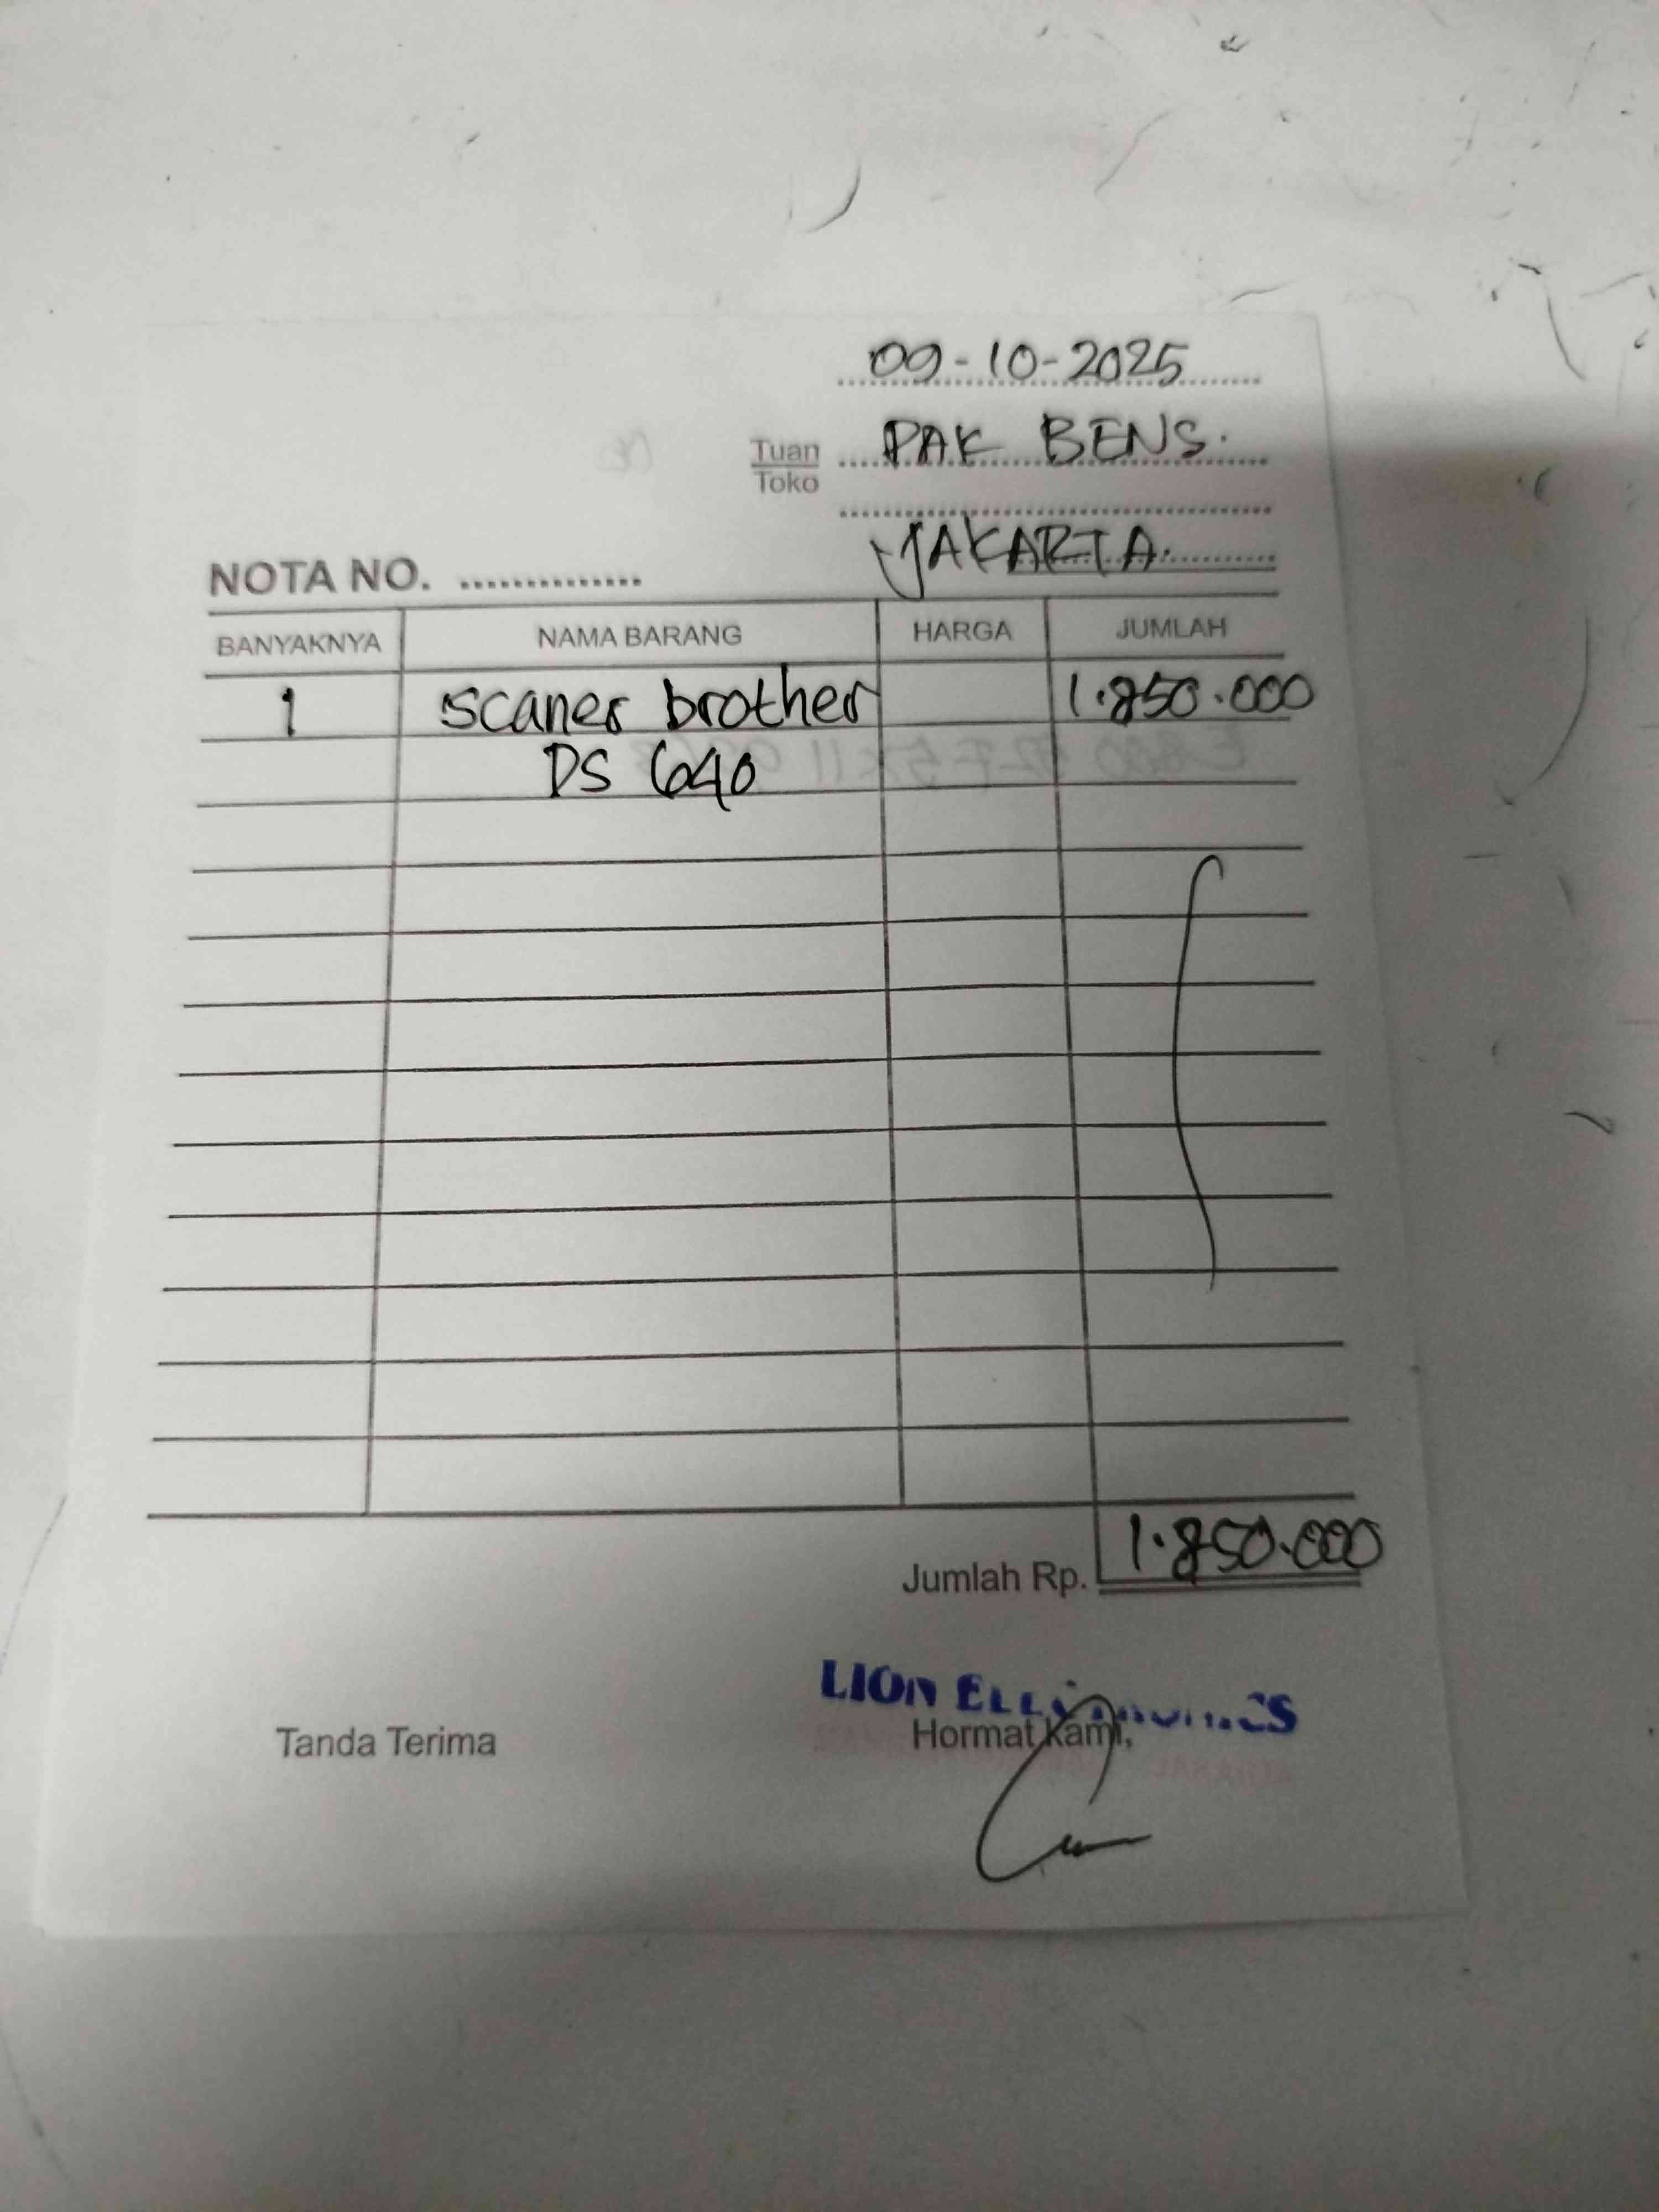 09-10-2025
Tuan PAK BENS.
Toko
JAKARTA.
NOTA NO. ..............
BANYAKNYA NAMA BARANG HARGA JUMLAH
1 scaner brother 1.850.000
DS 640
Jumlah Rp. 1.850.000
LION
Tanda Terima Hormat Kami,